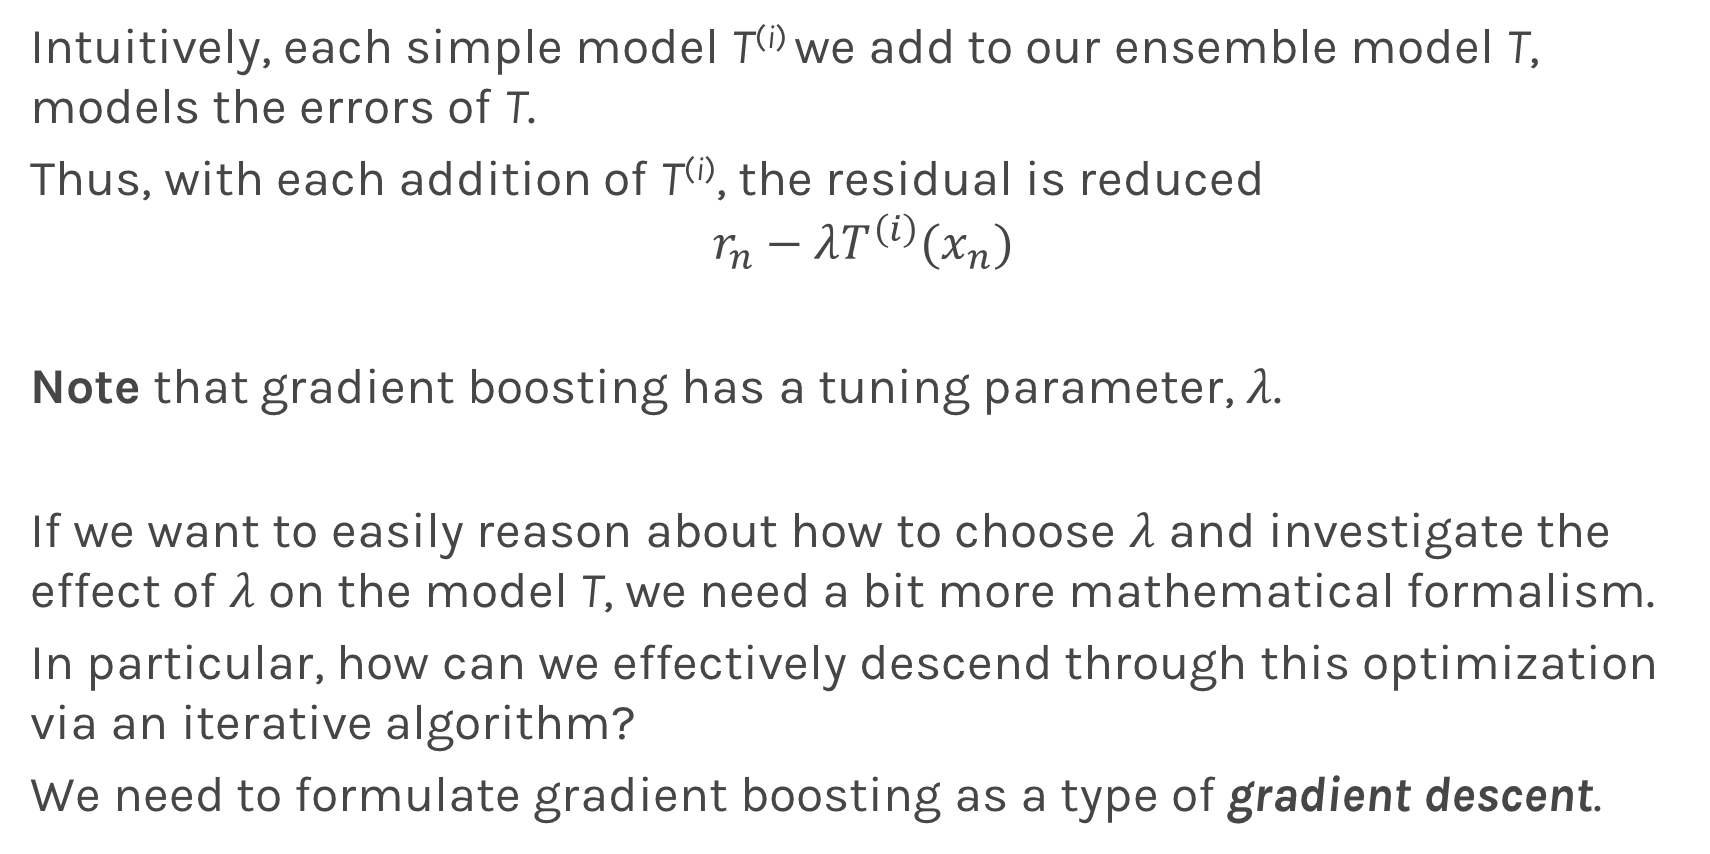 Intuitively, each simple model T⁽ⁱ⁾ we add to our ensemble model T,
models the errors of T.
Thus, with each addition of T⁽ⁱ⁾, the residual is reduced
rₙ − λT⁽ⁱ⁾(xₙ)
Note that gradient boosting has a tuning parameter, λ.
If we want to easily reason about how to choose λ and investigate the
effect of λ on the model T, we need a bit more mathematical formalism.
In particular, how can we effectively descend through this optimization
via an iterative algorithm?
We need to formulate gradient boosting as a type of gradient descent.